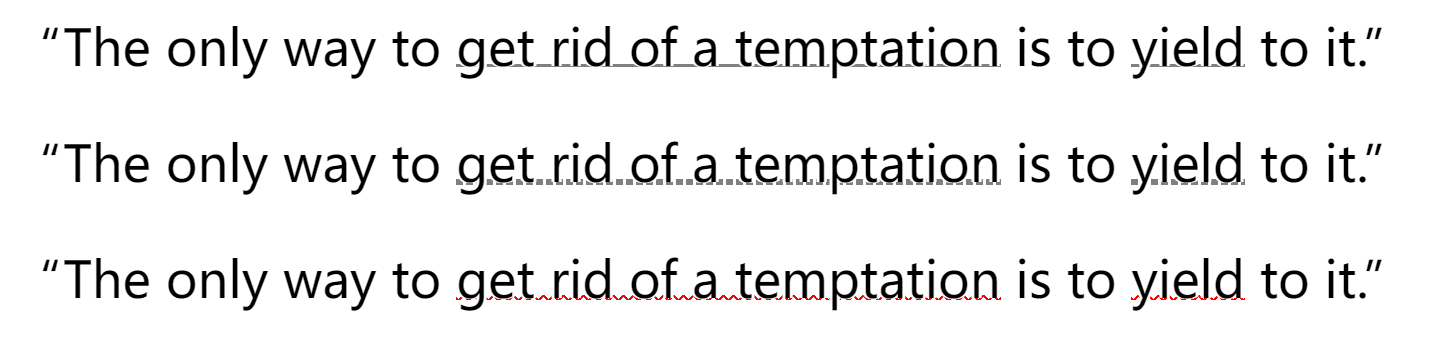 “The only way to get rid of a temptation is to yield to it.”
“The only way to get rid of a temptation is to yield to it.”
“The only way to get rid of a temptation is to yield to it.”